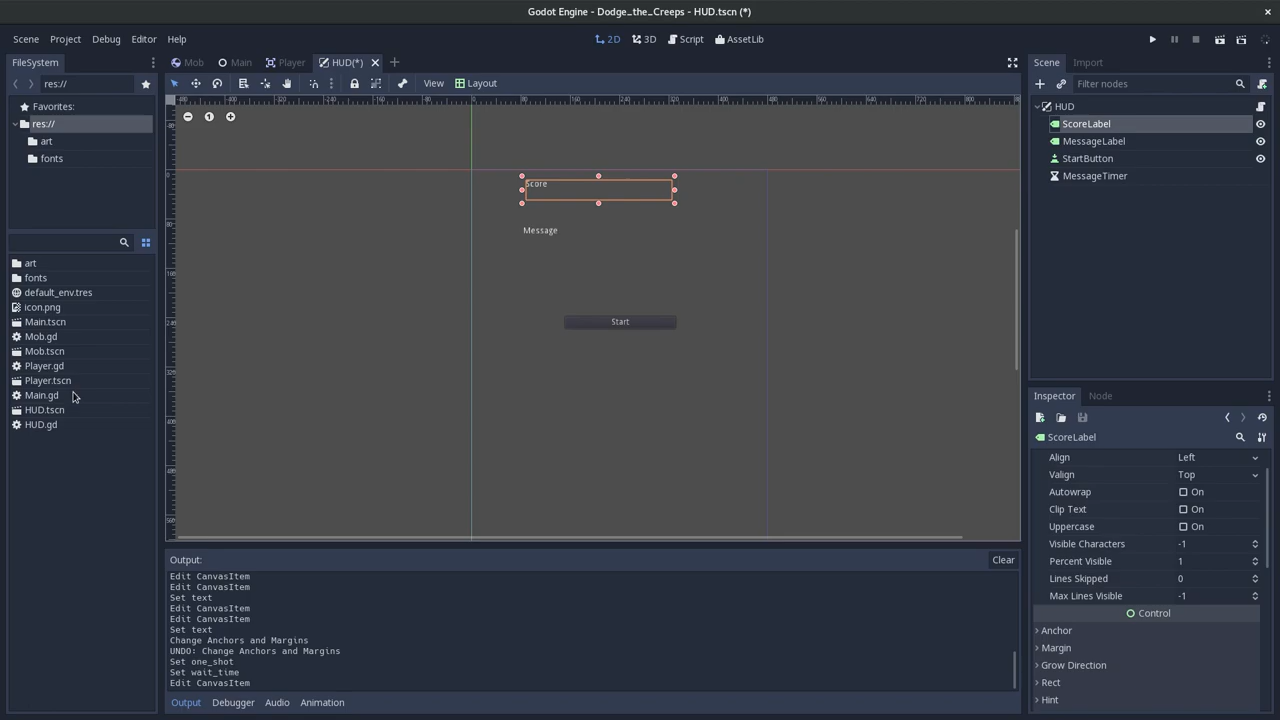 Godot Engine - Dodge_the_Creeps - HUD.tscn (*)
Scene Project Debug Editor Help
2D 3D Script AssetLib
FileSystem
res://
Favorites:
res://
art
fonts
art
fonts
default_env.tres
icon.png
Main.tscn
Mob.gd
Mob.tscn
Player.gd
Player.tscn
Main.gd
HUD.tscn
HUD.gd
Mob Main Player HUD(*)
View Layout
Score
Message
Start
Output:
Clear
Edit CanvasItem
Edit CanvasItem
Set text
Edit CanvasItem
Edit CanvasItem
Set text
Change Anchors and Margins
UNDO: Change Anchors and Margins
Set one_shot
Set wait_time
Edit CanvasItem
Output Debugger Audio Animation
Scene Import
Filter nodes
HUD
ScoreLabel
MessageLabel
StartButton
MessageTimer
Inspector Node
ScoreLabel
Align Left
Valign Top
Autowrap On
Clip Text On
Uppercase On
Visible Characters -1
Percent Visible 1
Lines Skipped 0
Max Lines Visible -1
Control
Anchor
Margin
Grow Direction
Rect
Hint